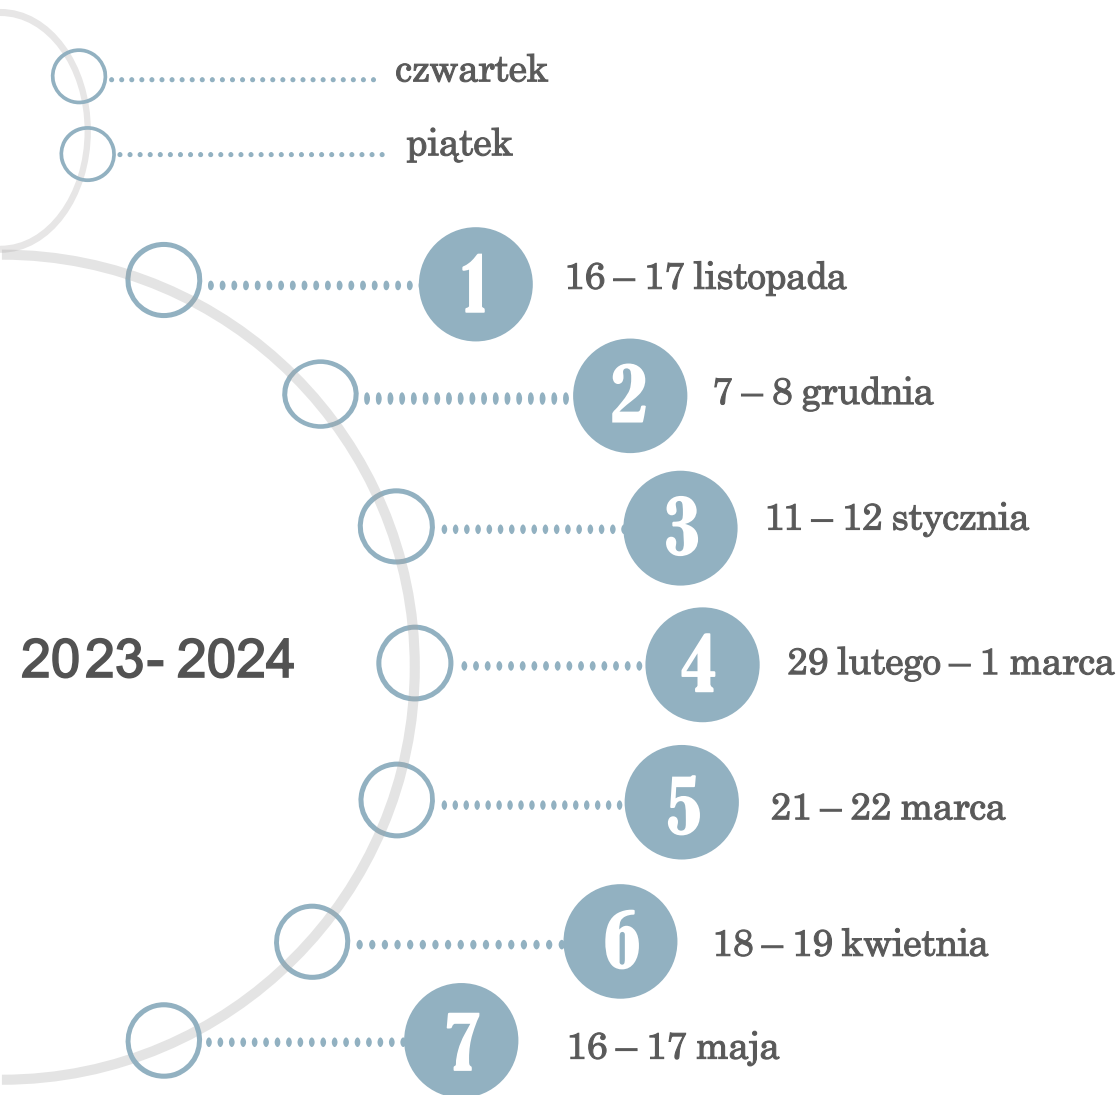 czwartek
piątek
1 16 – 17 listopada
2 7 – 8 grudnia
3 11 – 12 stycznia
2023- 2024
4 29 lutego – 1 marca
5 21 – 22 marca
6 18 – 19 kwietnia
7 16 – 17 maja